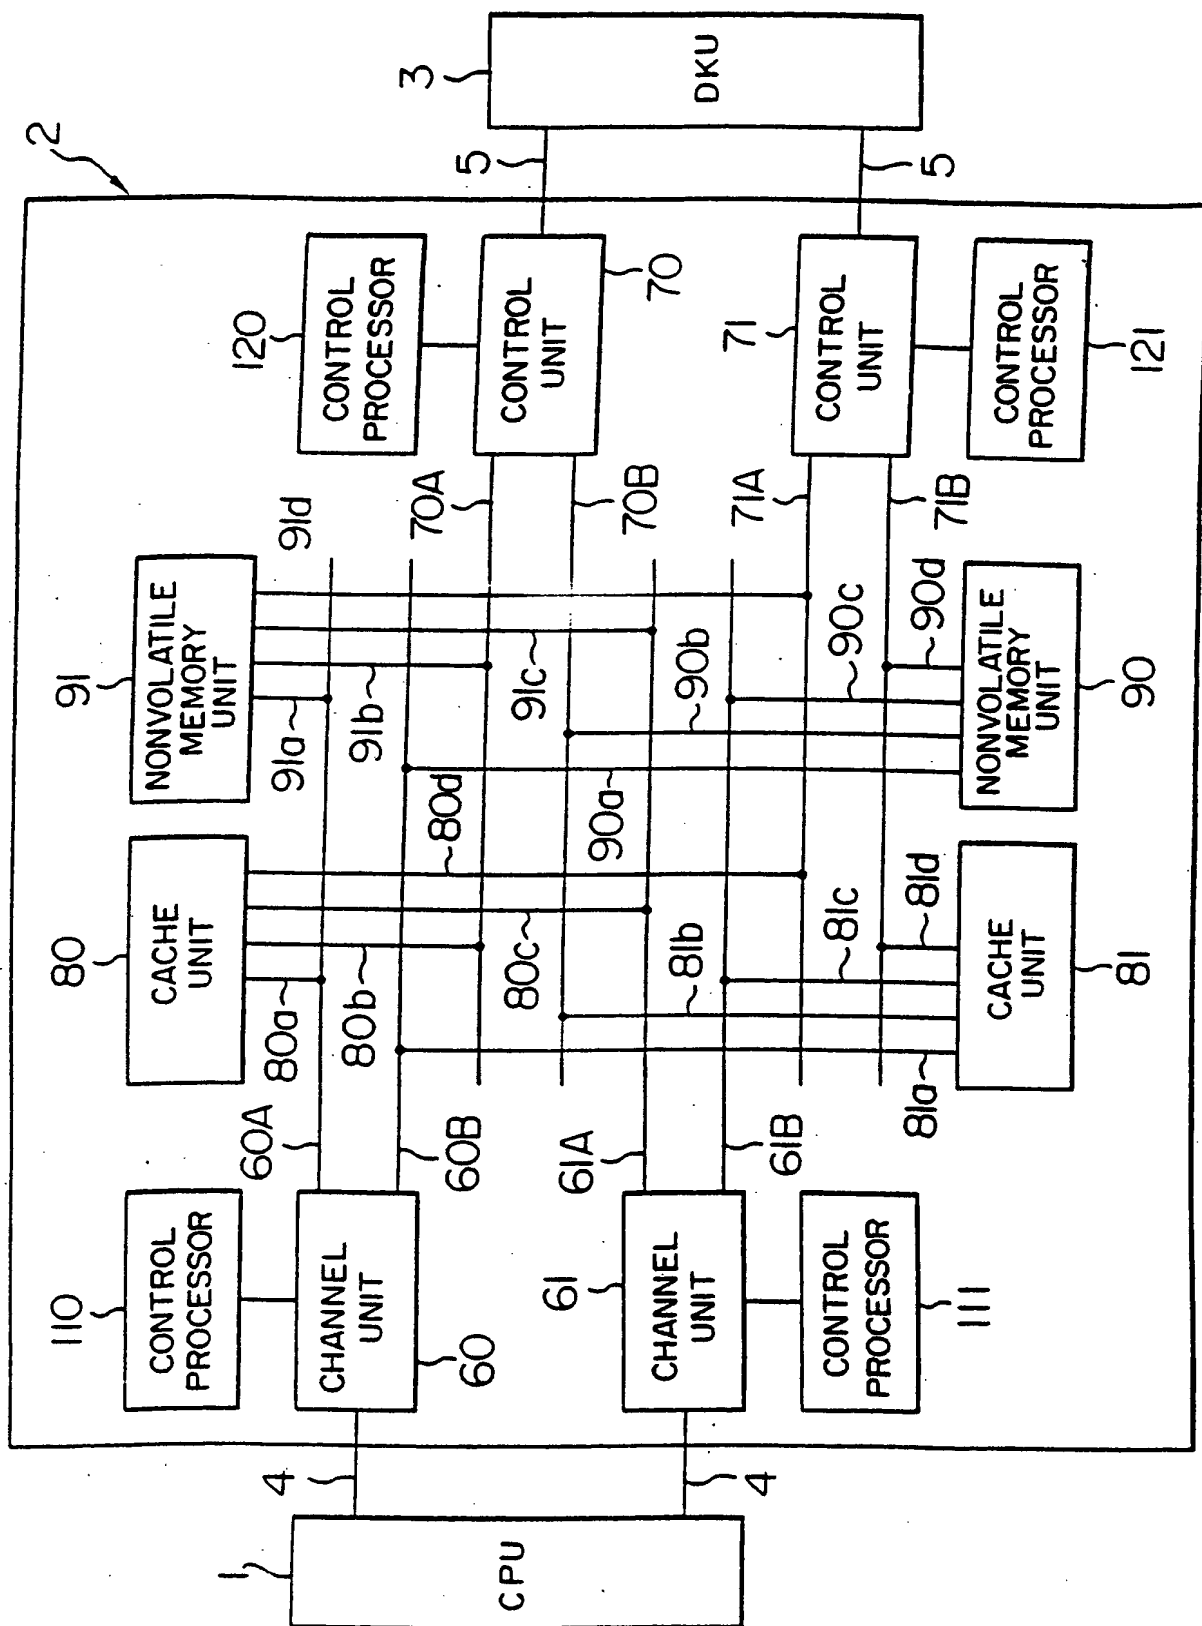 1
CPU
4
4
2
110
CONTROL
PROCESSOR
CHANNEL
UNIT
60
61
CHANNEL
UNIT
CONTROL
PROCESSOR
111
60A
60B
61A
61B
80
CACHE
UNIT
80a
80b
80c
80d
81a
81b
81c
81d
CACHE
UNIT
81
91
NONVOLATILE
MEMORY
UNIT
91a
91b
91c
91d
90a
90b
90c
90d
NONVOLATILE
MEMORY
UNIT
90
70A
70B
71A
71B
120
CONTROL
PROCESSOR
CONTROL
UNIT
70
71
CONTROL
UNIT
CONTROL
PROCESSOR
121
5
5
3
DKU